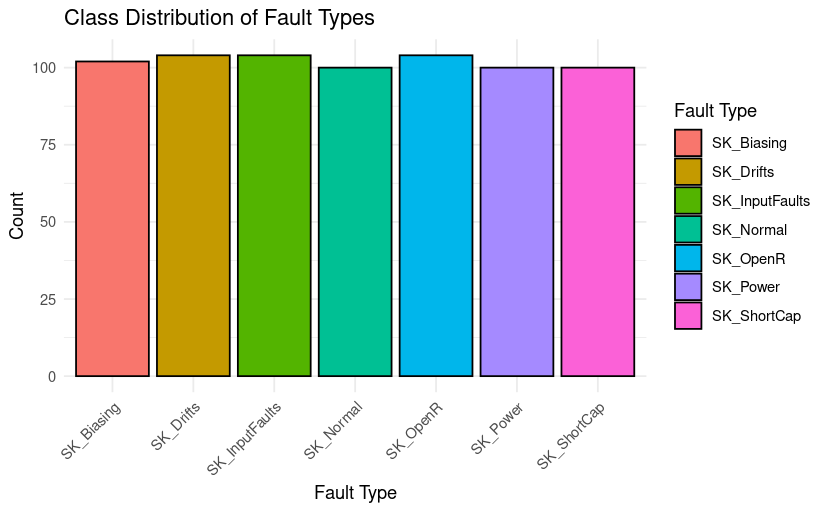 Class Distribution of Fault Types
100
75
50
25
0
Count
SK_Biasing
SK_Drifts
SK_InputFaults
SK_Normal
SK_OpenR
SK_Power
SK_ShortCap
Fault Type
Fault Type
SK_Biasing
SK_Drifts
SK_InputFaults
SK_Normal
SK_OpenR
SK_Power
SK_ShortCap